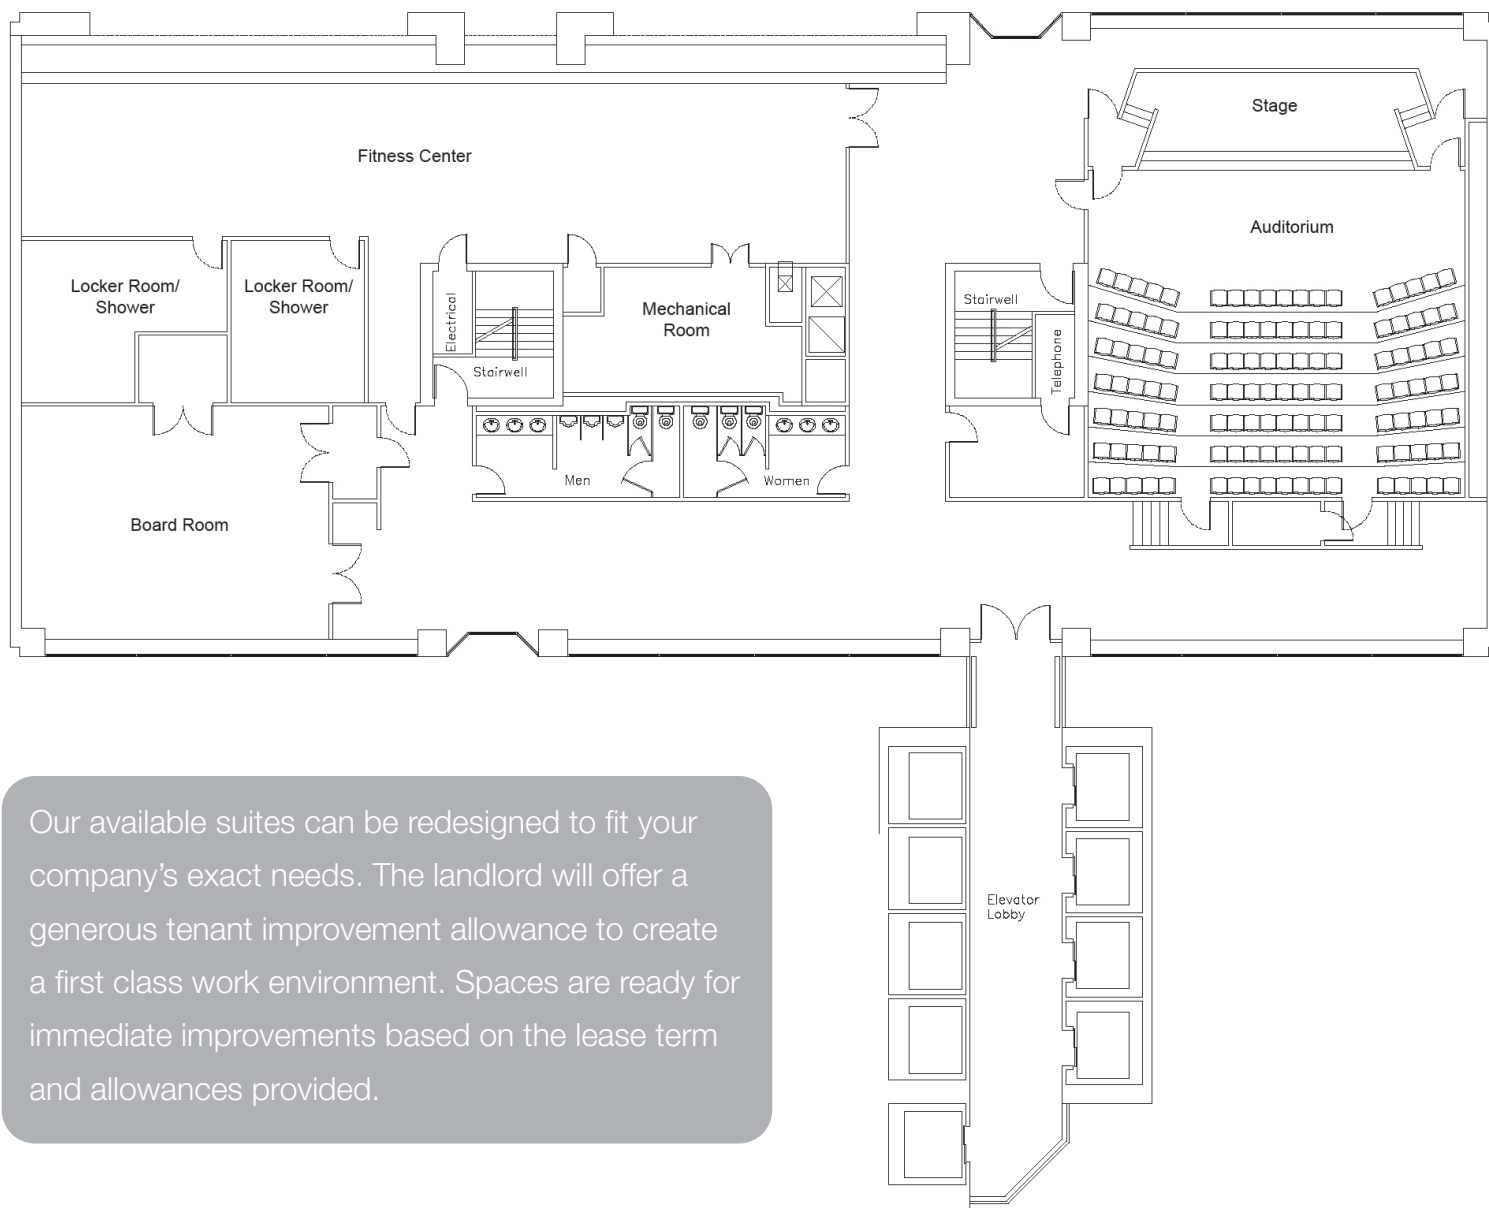 Stage
Fitness Center
Auditorium
Locker Room/
Shower
Locker Room/
Shower
Electrical
Stairwell
Mechanical
Room
Stairwell
Telephone
Men
Women
Board Room
Elevator
Lobby
Our available suites can be redesigned to fit your
company’s exact needs. The landlord will offer a
generous tenant improvement allowance to create
a first class work environment. Spaces are ready for
immediate improvements based on the lease term
and allowances provided.